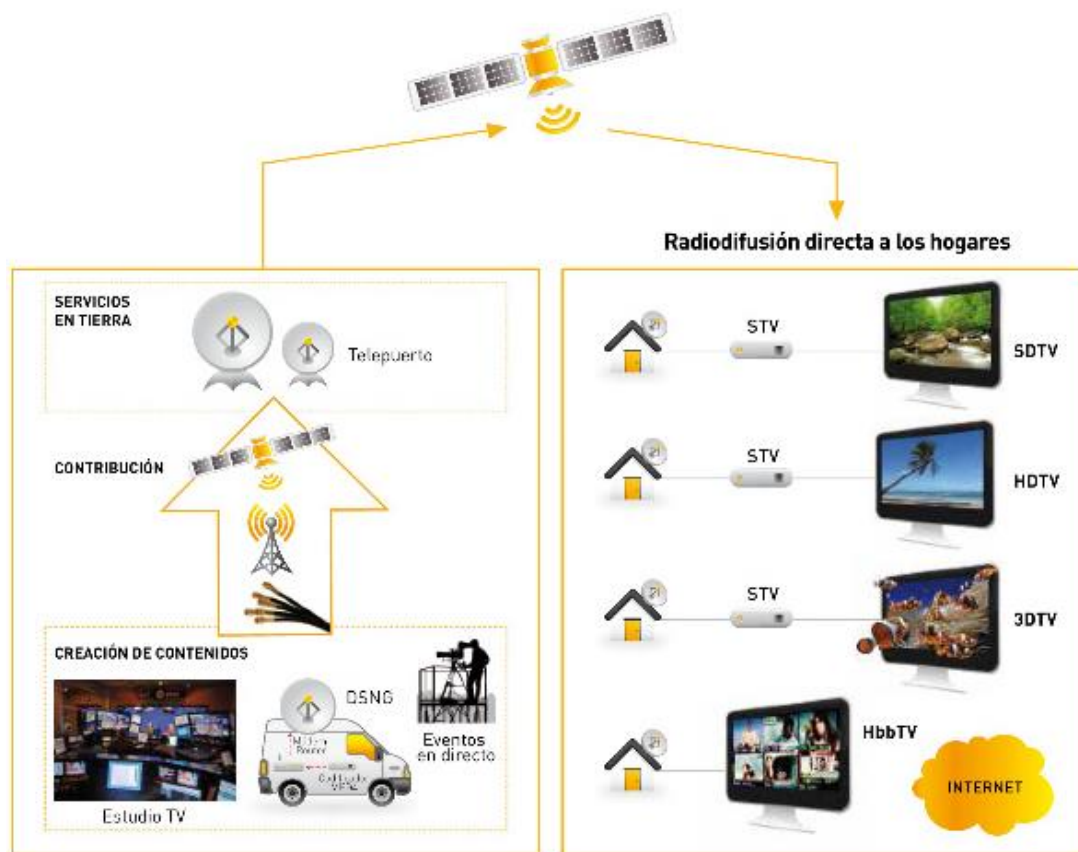 Radiodifusión directa a los hogares
SERVICIOS
EN TIERRA
Telepuerto
CONTRIBUCIÓN
CREACIÓN DE CONTENIDOS
DSNG
Eventos
en directo
Estudio TV
STV
SDTV
STV
HDTV
STV
3DTV
HbbTV
INTERNET